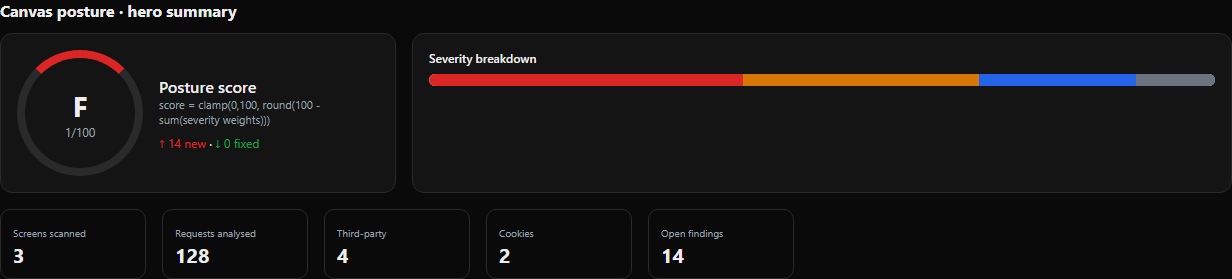 Canvas posture · hero summary
F
1/100
Posture score
score = clamp(0,100, round(100 -
sum(severity weights)))
↑ 14 new · ↓ 0 fixed
Severity breakdown
Screens scanned
3
Requests analysed
128
Third-party
4
Cookies
2
Open findings
14